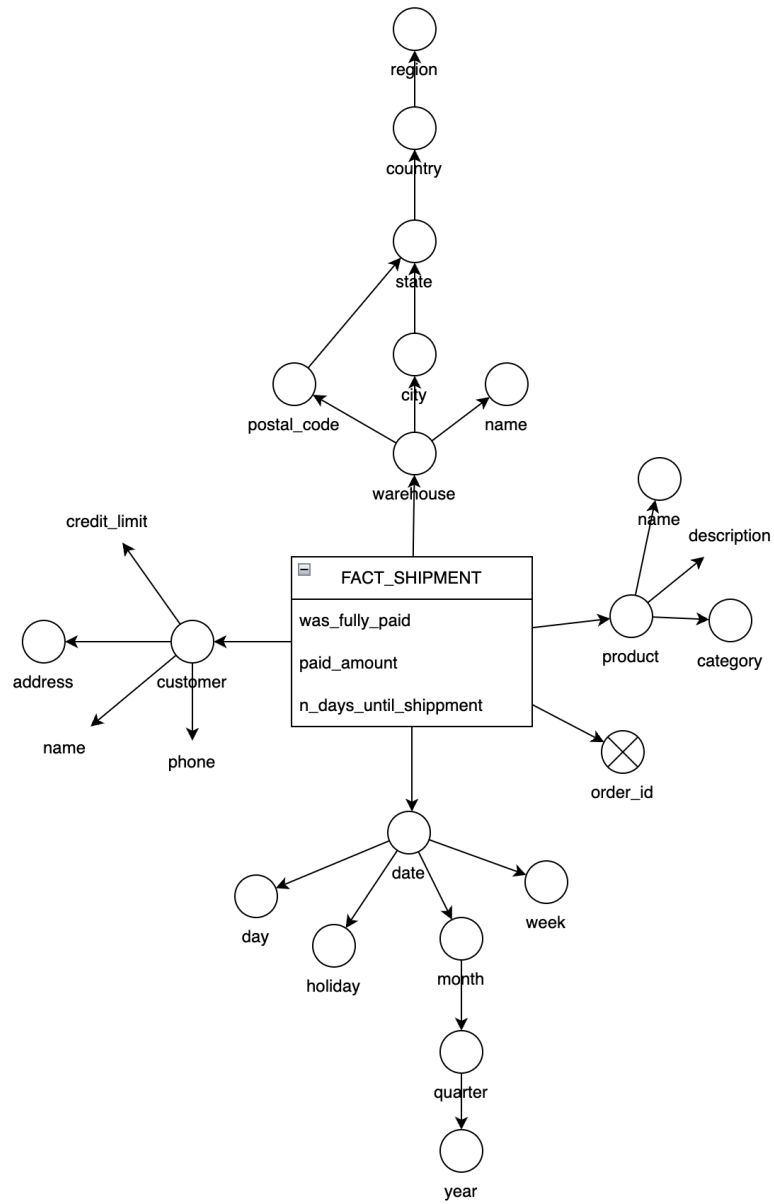 region
country
state
city
postal_code
name
warehouse
credit_limit
name
description
FACT_SHIPMENT
was_fully_paid
paid_amount
n_days_until_shippment
product
category
address
customer
name
phone
order_id
date
day
holiday
month
week
quarter
year